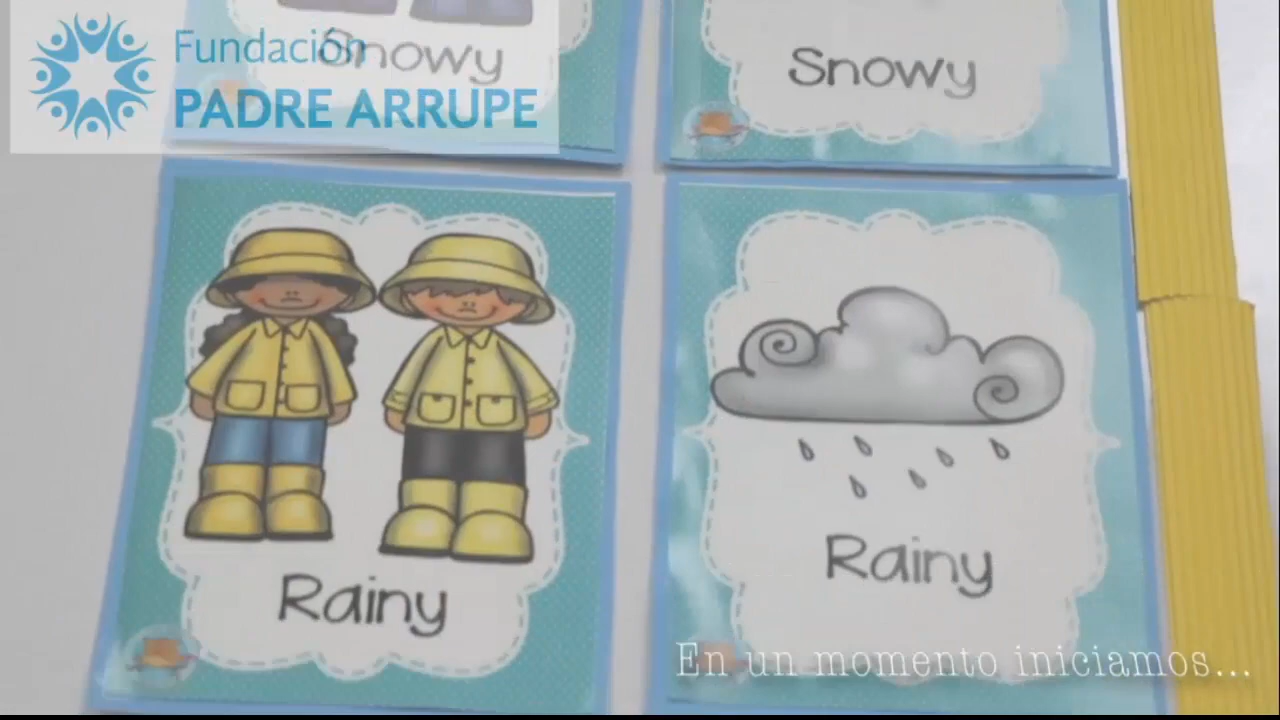 Fundación
PADRE ARRUPE
Snowy
Snowy
Rainy
Rainy
En un momento iniciamos...